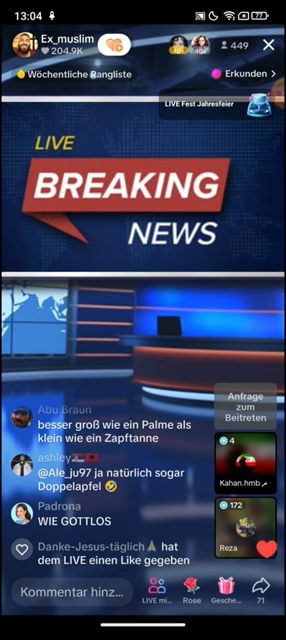 13:04
77
Ex_muslim
204.9K
449
Wöchentliche Rangliste
Erkunden >
LIVE Fest Jahresfeier
LIVE
BREAKING
NEWS
Abu Braun
besser groß wie ein Palme als
klein wie ein Zapftanne
ashley
@Ale_ju97 ja natürlich sogar
Doppelapfel 🤣
Padrona
WIE GOTTLOS
Danke-Jesus-täglich🙏 hat
dem LIVE einen Like gegeben
Anfrage
zum
Beitreten
4
Kahan.hmb
172
Reza
Kommentar hinz...
LIVE mi...
Rose
Gesche...
71